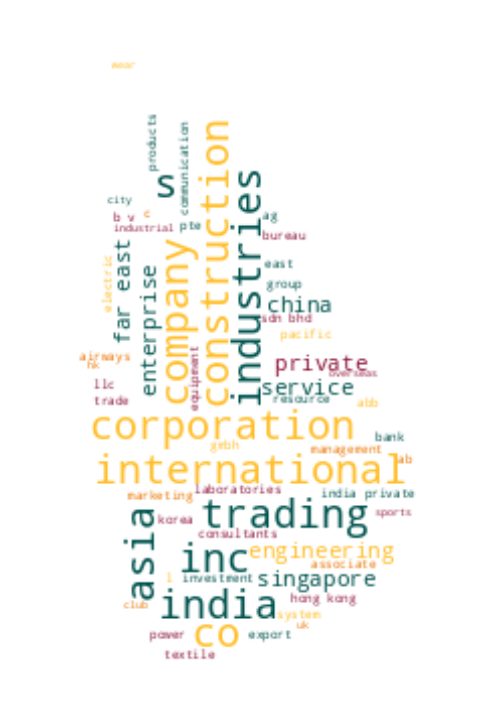 wear
products
communication
construction
s
industries
city
b v
c
industrial
pte
ag
bureau
electric
far east
enterprise
company
equipment
east
group
china
sdn bhd
pacific
airways
hk
private
overseas
llc
service
trade
resource
abb
corporation
bank
gmbh
management
international
lab
laboratories
marketing
india private
trading
sports
korea
asia
consultants
inc
engineering
associate
l
investment
singapore
hong kong
club
india
system
uk
power
co
export
textile